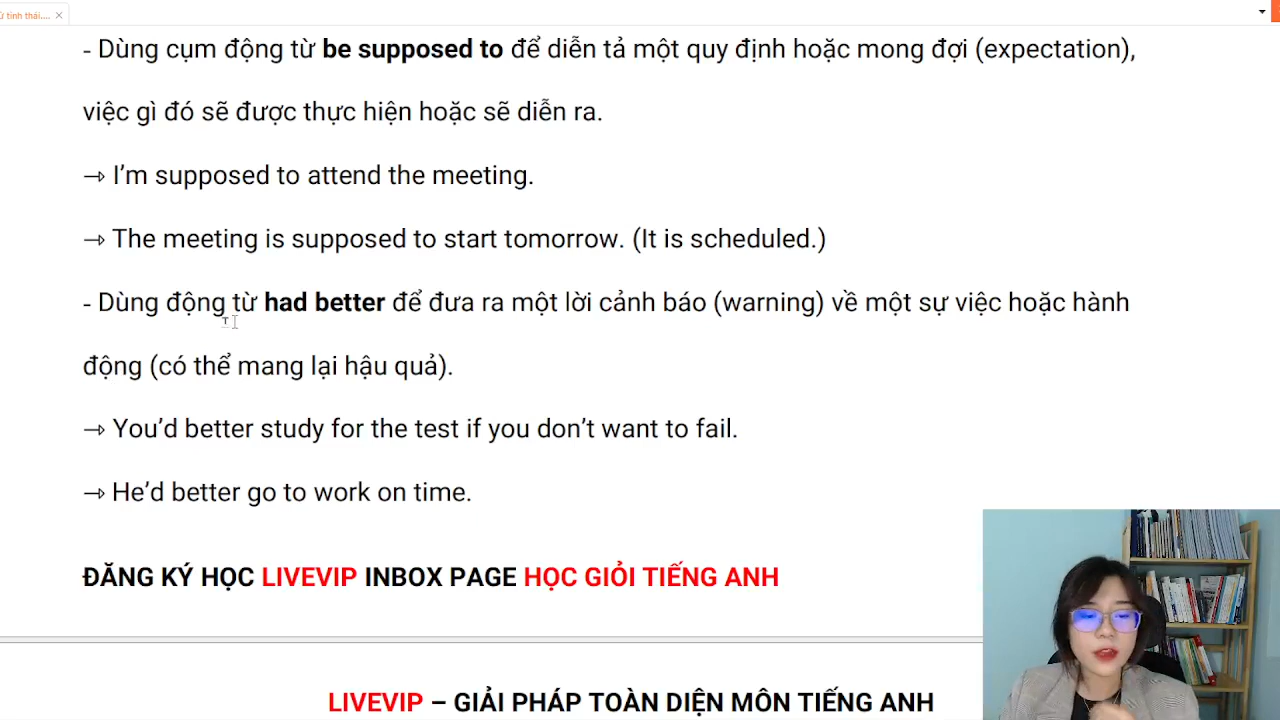 ừ tình thái....
- Dùng cụm động từ be supposed to để diễn tả một quy định hoặc mong đợi (expectation),
việc gì đó sẽ được thực hiện hoặc sẽ diễn ra.
→ I’m supposed to attend the meeting.
→ The meeting is supposed to start tomorrow. (It is scheduled.)
- Dùng động từ had better để đưa ra một lời cảnh báo (warning) về một sự việc hoặc hành
động (có thể mang lại hậu quả).
→ You’d better study for the test if you don’t want to fail.
→ He’d better go to work on time.
ĐĂNG KÝ HỌC LIVEVIP INBOX PAGE HỌC GIỎI TIẾNG ANH
LIVEVIP – GIẢI PHÁP TOÀN DIỆN MÔN TIẾNG ANH